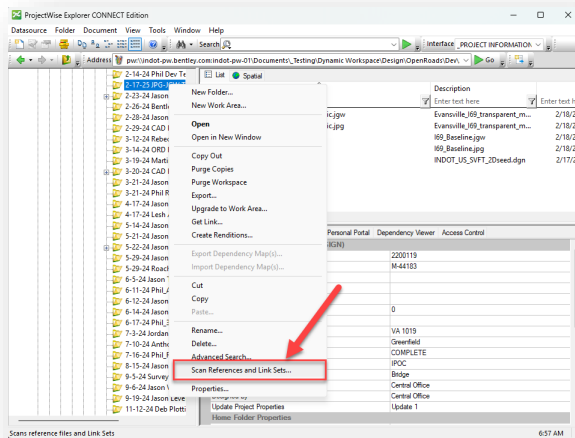 ProjectWise Explorer CONNECT Edition
Datasource Folder Document View Tools Window Help
Search Interface _PROJECT INFORMATION
Address pw:\\indot-pw.bentley.com:indot-pw-01\Documents\_Testing\Dynamic Workspace\Design\OpenRoads\Dev\ Go
2-14-24 Phil Dev Te
List Spatial
2-17-25 JPG-JGW
2-23-24 Jason
2-26-24 Bentl
2-28-24 Jason
2-29-24 CAD
3-12-24 Rebec
3-14-24 ORD
3-19-24 Marti
3-20-24 CAD
3-21-24 Jason
3-21-24 Phil R
4-17-24 Jason
4-17-24 Lesh
5-14-24 Jason
5-21-24 Jason
5-22-24 Jason
5-29-24 Jason
5-29-24 Roach
6-5-24 Jason T
6-11-24 Phil_
6-12-24 Jason
6-14-24 Jason
6-17-24 Phil_
7-3-24 Jordan
7-10-24 Antho
7-16-24 Phil_F
8-15-24 Jason
9-5-24 Survey
9-6-24 Jason
9-19-24 Jason Leve
11-12-24 Deb Plotti
New Folder...
New Work Area...
Open
Open in New Window
Copy Out
Purge Copies
Purge Workspace
Export...
Upgrade to Work Area...
Get Link...
Create Renditions...
Export Dependency Map(s)...
Import Dependency Map(s)...
Cut
Copy
Paste...
Rename...
Delete...
Advanced Search...
Scan References and Link Sets...
Properties...
Description
Enter text here Enter text h
ic.jgw Evansville_I69_transparent_m... 2/18/2
ic.jpg Evansville_I69_transparent_m... 2/18/2
I69_Baseline.jgw 2/18/2
I69_Baseline.jpg 2/18/2
INDOT_US_SVFT_2Dseed.dgn 2/17/2
Personal Portal Dependency Viewer Access Control
SIGN)
2200119
M-44183
0
VA 1019
Greenfield
COMPLETE
IPOC
Bridge
Central Office
Designed By Central Office
Update Project Properties Update 1
Home Folder Properties
Scans reference files and Link Sets 6:57 AM